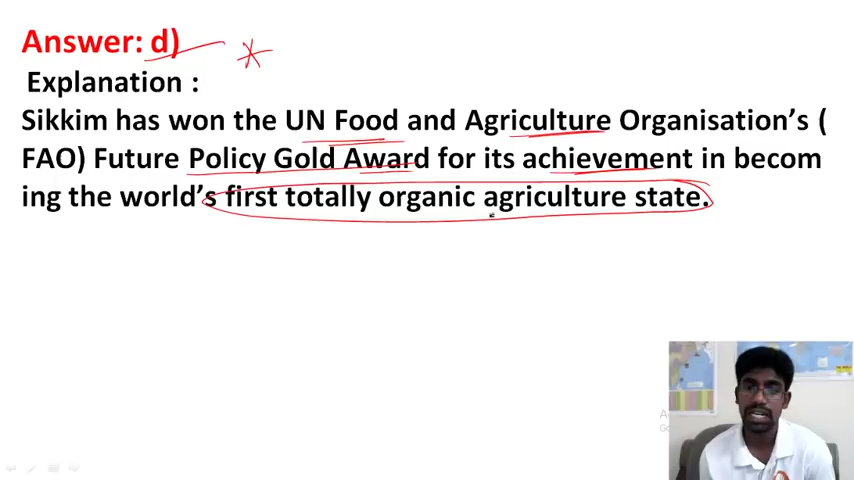 Answer: d)
Explanation :
Sikkim has won the UN Food and Agriculture Organisation's (
FAO) Future Policy Gold Award for its achievement in becom
ing the world's first totally organic agriculture state.